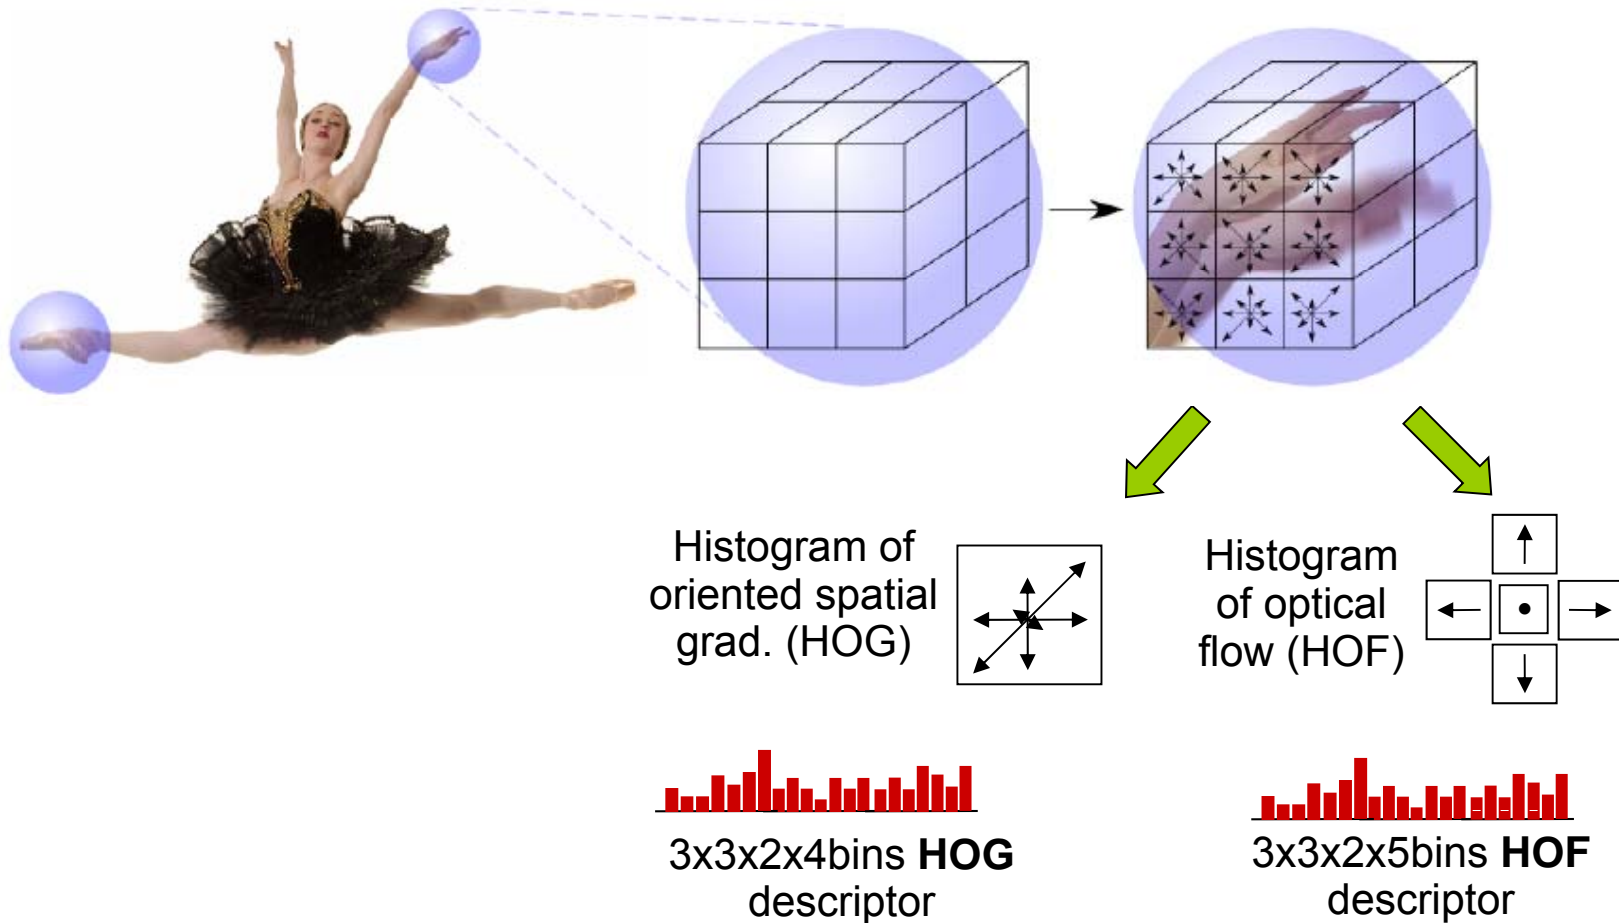 Histogram of
oriented spatial
grad. (HOG)
Histogram
of optical
flow (HOF)
3x3x2x4bins HOG
descriptor
3x3x2x5bins HOF
descriptor